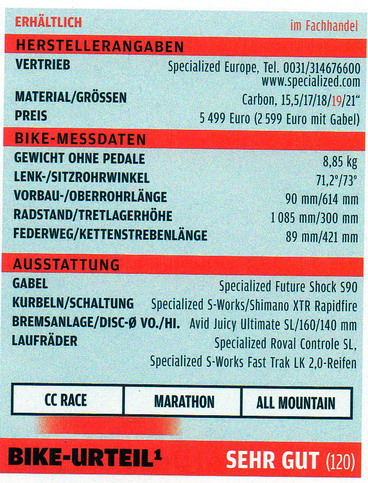 ERHÄLTLICH im Fachhandel
HERSTELLERANGABEN
VERTRIEB Specialized Europe, Tel. 0031/314676600
www.specialized.com
MATERIAL/GRÖSSEN Carbon, 15,5/17/18/19/21“
PREIS 5 499 Euro (2 599 Euro mit Gabel)
BIKE-MESSDATEN
GEWICHT OHNE PEDALE 8,85 kg
LENK-/SITZROHRWINKEL 71,2°/73°
VORBAU-/OBERROHRLÄNGE 90 mm/614 mm
RADSTAND/TRETLAGERHÖHE 1 085 mm/300 mm
FEDERWEG/KETTENSTREBENLÄNGE 89 mm/421 mm
AUSSTATTUNG
GABEL Specialized Future Shock S90
KURBELN/SCHALTUNG Specialized S-Works/Shimano XTR Rapidfire
BREMSANLAGE/DISC-Ø VO./HI. Avid Juicy Ultimate SL/160/140 mm
LAUFRÄDER Specialized Roval Controle SL,
Specialized S-Works Fast Trak LK 2,0-Reifen
CC RACE MARATHON ALL MOUNTAIN
BIKE-URTEIL¹ SEHR GUT (120)